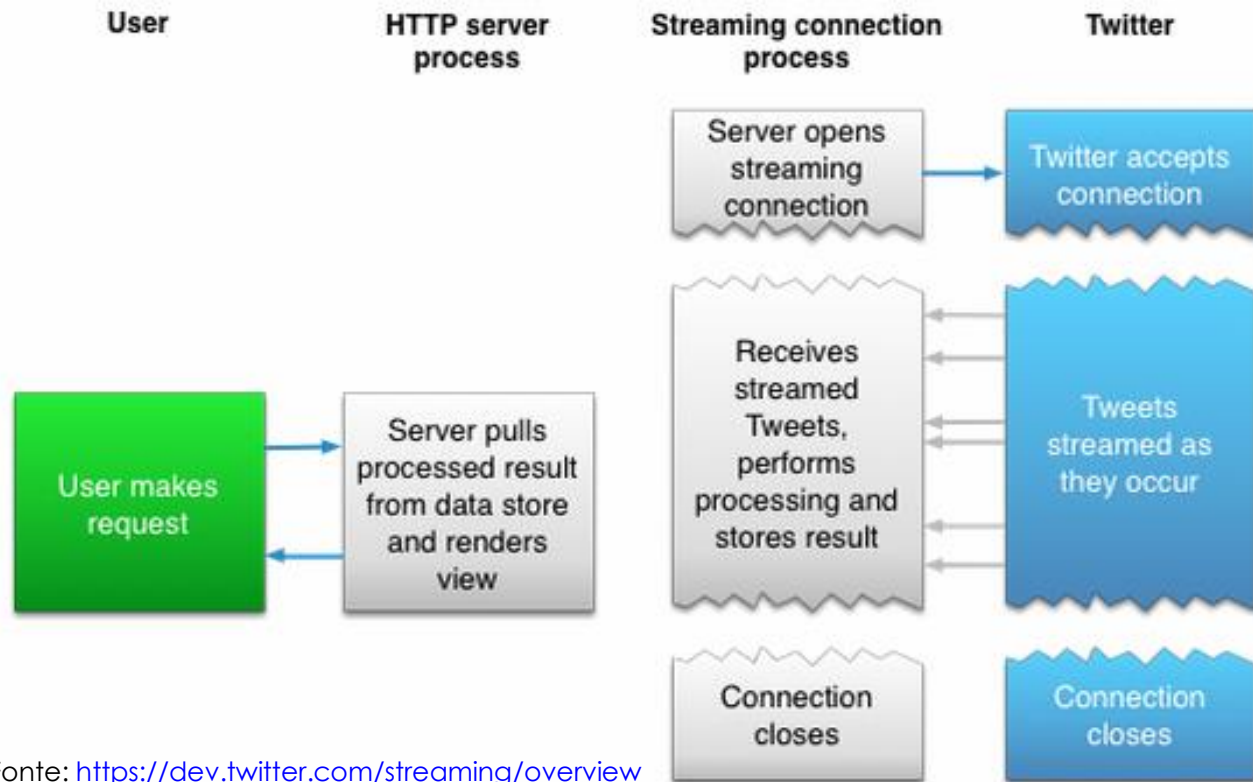 User
HTTP server
process
Streaming connection
process
Twitter
Server opens
streaming
connection
Twitter accepts
connection
User makes
request
Server pulls
processed result
from data store
and renders
view
Receives
streamed
Tweets,
performs
processing and
stores result
Tweets
streamed as
they occur
Connection
closes
Connection
closes
onte: https://dev.twitter.com/streaming/overview